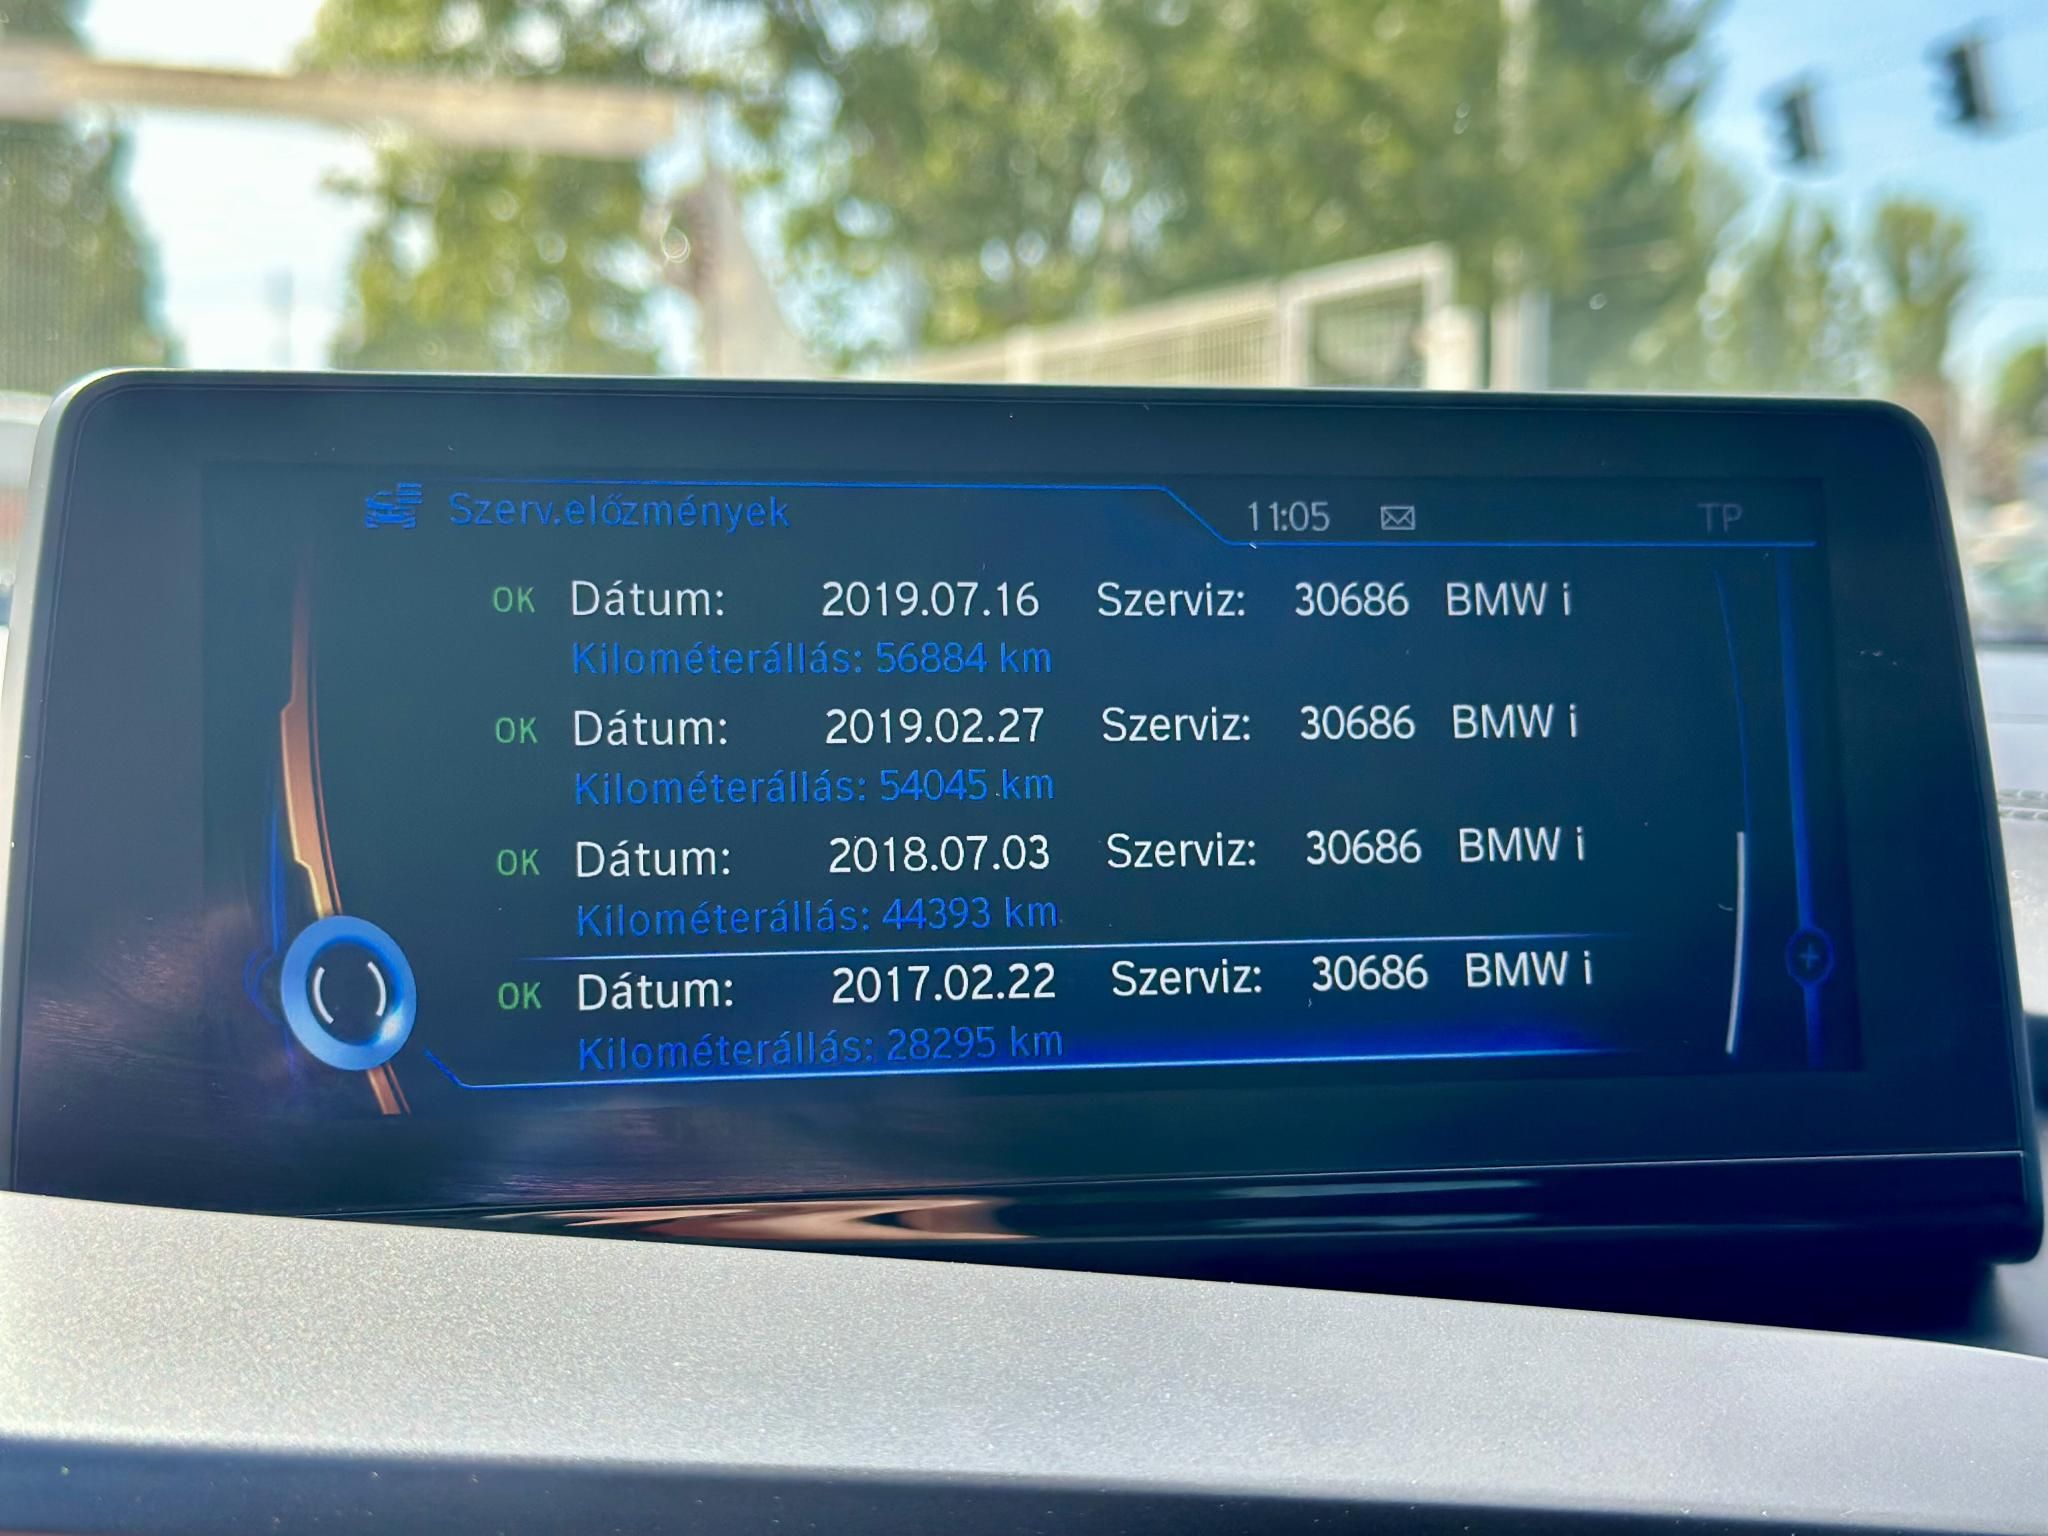 Szerv.előzmények 11:05 TP
OK Dátum: 2019.07.16 Szerviz: 30686 BMW i
Kilométerállás: 56884 km
OK Dátum: 2019.02.27 Szerviz: 30686 BMW i
Kilométerállás: 54045 km
OK Dátum: 2018.07.03 Szerviz: 30686 BMW i
Kilométerállás: 44393 km
OK Dátum: 2017.02.22 Szerviz: 30686 BMW i
Kilométerállás: 28295 km